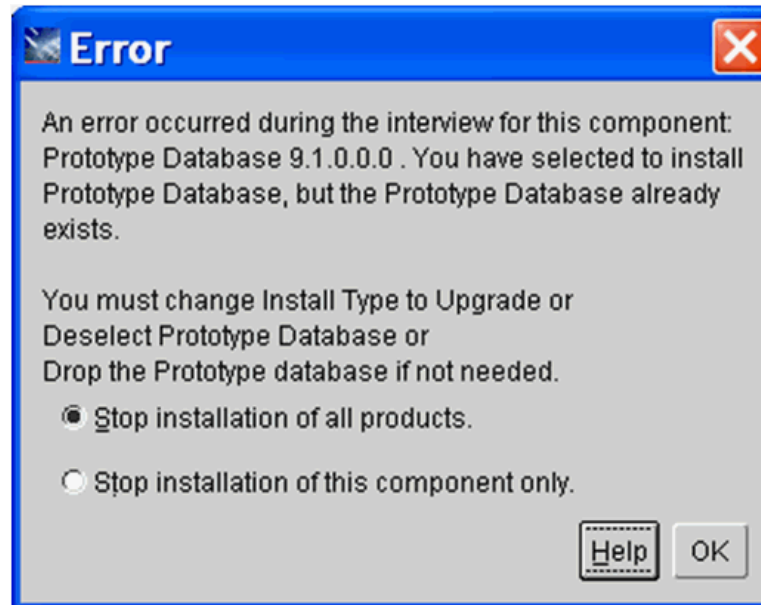 Error
An error occurred during the interview for this component:
Prototype Database 9.1.0.0.0 . You have selected to install
Prototype Database, but the Prototype Database already
exists.
You must change Install Type to Upgrade or
Deselect Prototype Database or
Drop the Prototype database if not needed.
Stop installation of all products.
Stop installation of this component only.
Help OK